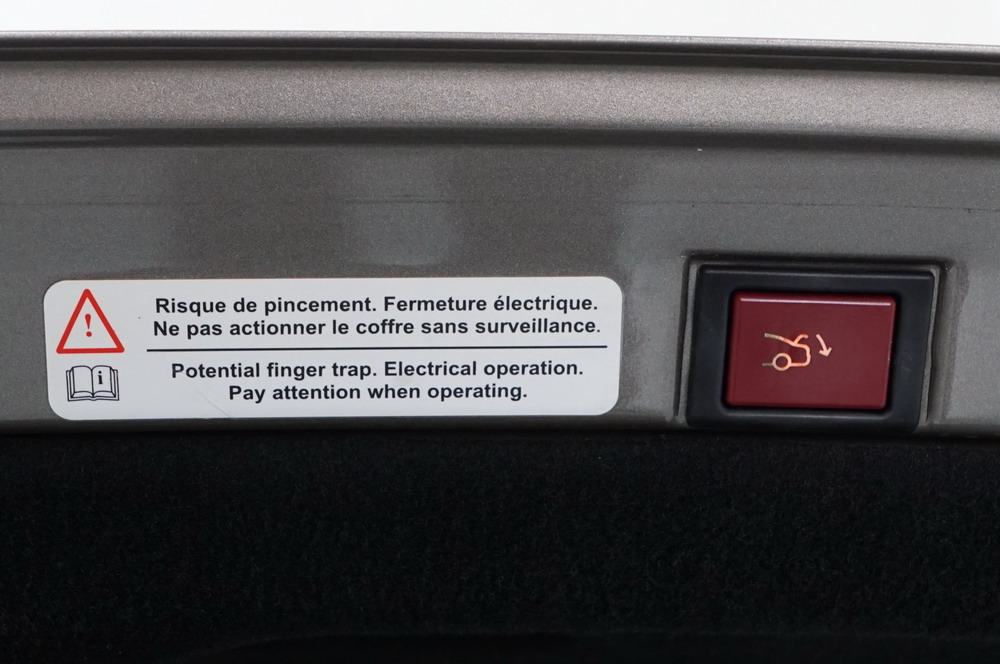 Risque de pincement. Fermeture électrique.
Ne pas actionner le coffre sans surveillance.
Potential finger trap. Electrical operation.
Pay attention when operating.